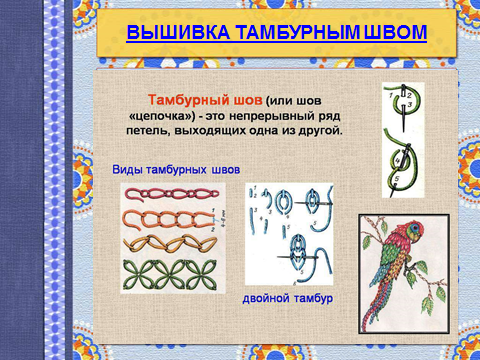 ВЫШИВКА ТАМБУРНЫМ ШВОМ
Тамбурный шов (или шов
«цепочка») - это непрерывный ряд
петель, выходящих одна из другой.
Виды тамбурных швов
двойной тамбур